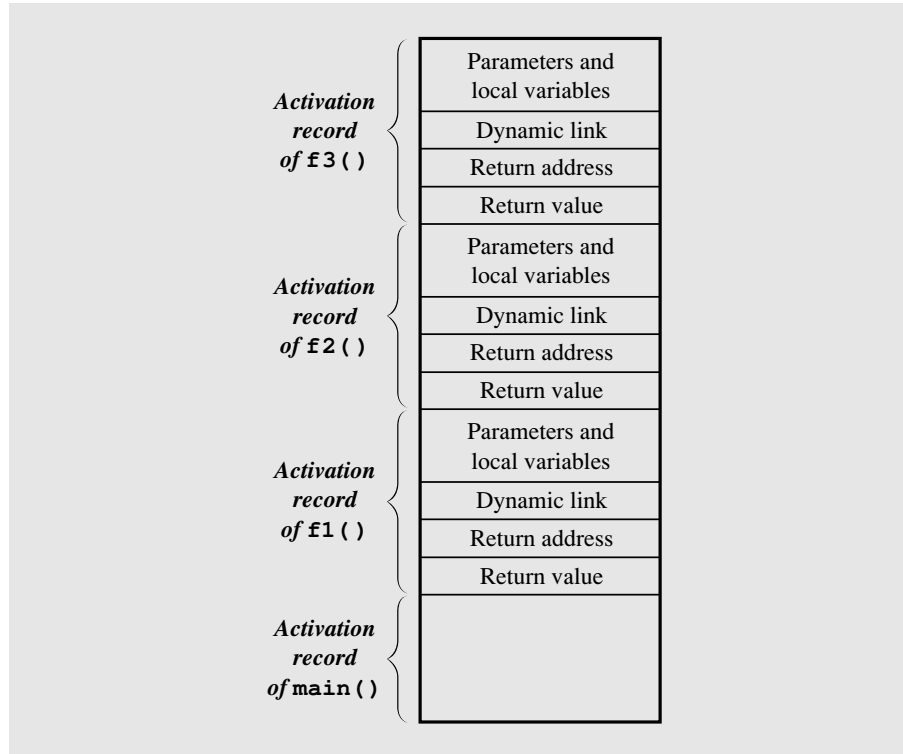 Activation
record
of f3()
Parameters and
local variables
Dynamic link
Return address
Return value
Activation
record
of f2()
Parameters and
local variables
Dynamic link
Return address
Return value
Activation
record
of f1()
Parameters and
local variables
Dynamic link
Return address
Return value
Activation
record
of main()